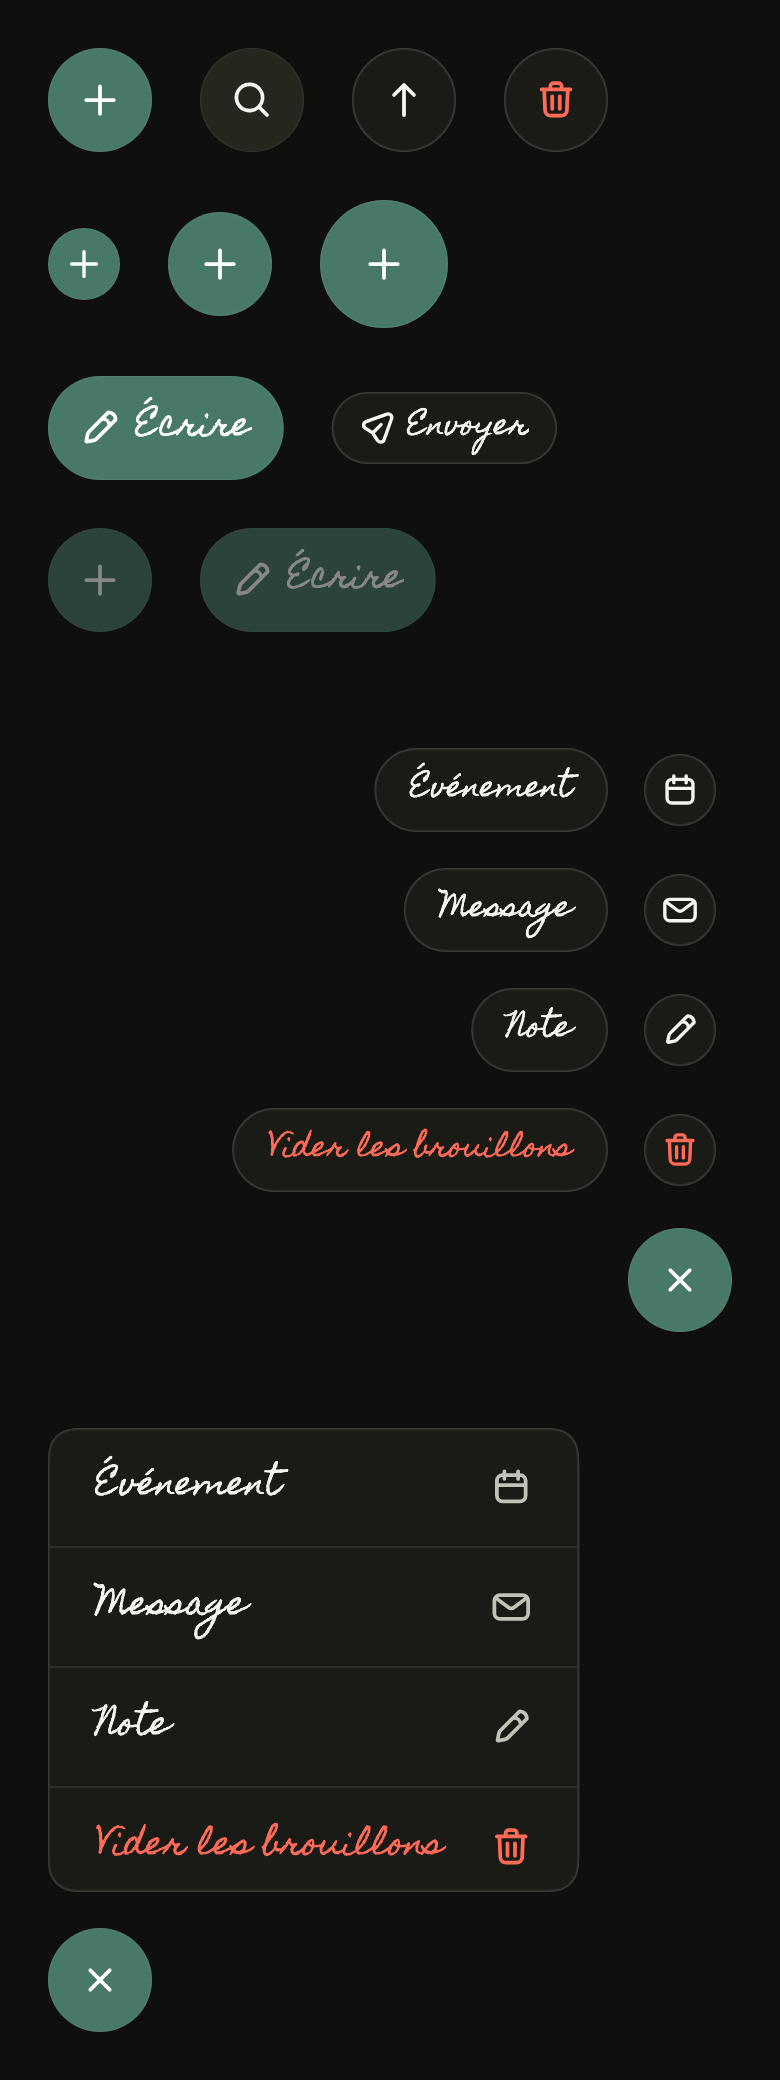 Écrire
Envoyer
Écrire
Événement
Message
Note
Vider les brouillons
Événement
Message
Note
Vider les brouillons